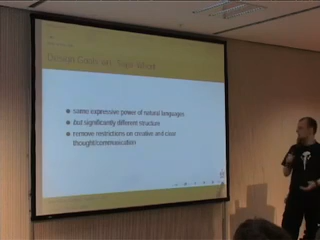 same expressive power of natural languages
but significantly different structure
remove restrictions on creative and clear
thought/communication